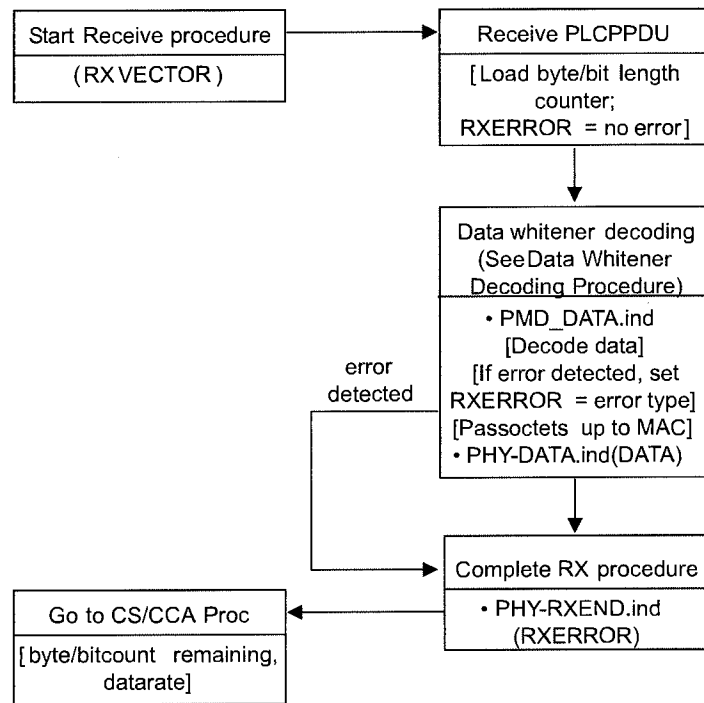 Start Receive procedure
(RXVECTOR)
Receive PLCPPDU
[Load byte/bit length
counter;
RXERROR = no error]
Data whitener decoding
(SeeData Whitener
Decoding Procedure)
• PMD_DATA.ind
[Decode data]
[If error detected, set
RXERROR = error type]
[Passoctets up to MAC]
• PHY-DATA.ind(DATA)
error
detected
Complete RX procedure
• PHY-RXEND.ind
(RXERROR)
Go to CS/CCA Proc
[byte/bitcount remaining,
datarate]